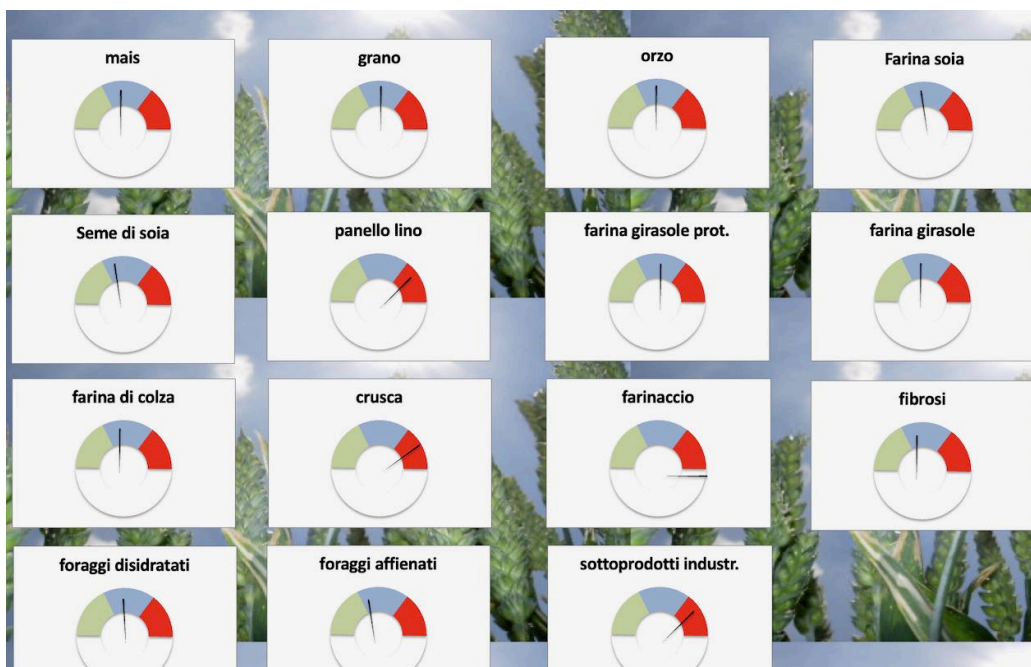 mais
grano
orzo
Farina soia
Seme di soia
panello lino
farina girasole prot.
farina girasole
farina di colza
crusca
farinaccio
fibrosi
foraggi disidratati
foraggi affienati
sottoprodotti industr.